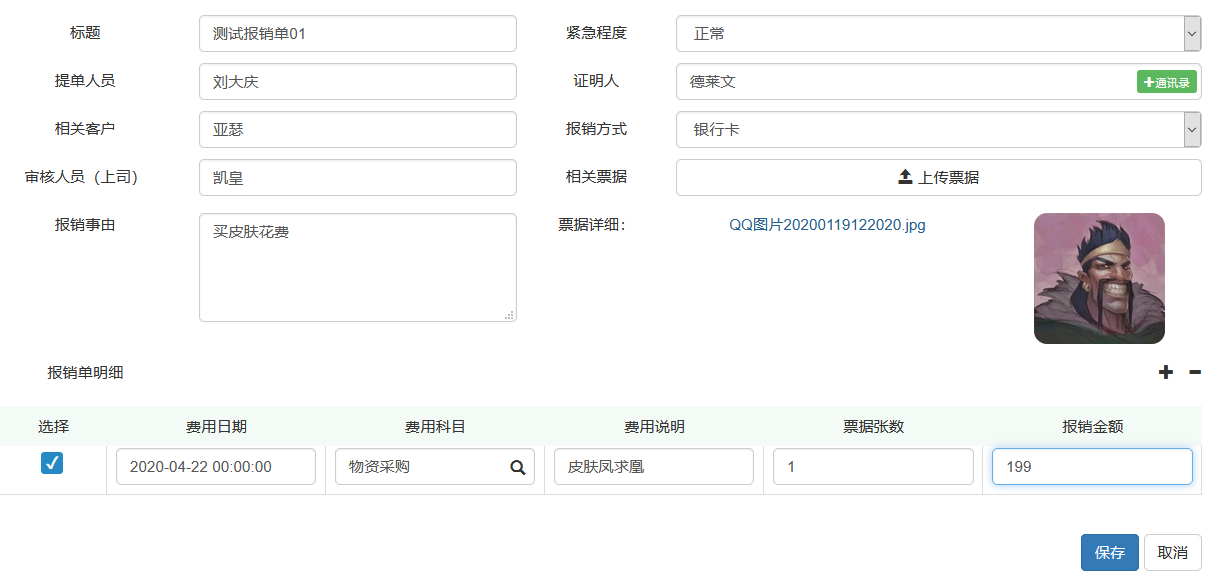 标题 测试报销单01 紧急程度 正常
提单人员 刘大庆 证明人 德莱文 通讯录
相关客户 亚瑟 报销方式 银行卡
审核人员（上司） 凯皇 相关票据 上传票据
报销事由 买皮肤花费 票据详细： QQ图片20200119122020.jpg
报销单明细
选择 费用日期 费用科目 费用说明 票据张数 报销金额
2020-04-22 00:00:00 物资采购 皮肤凤求凰 1 199
保存 取消